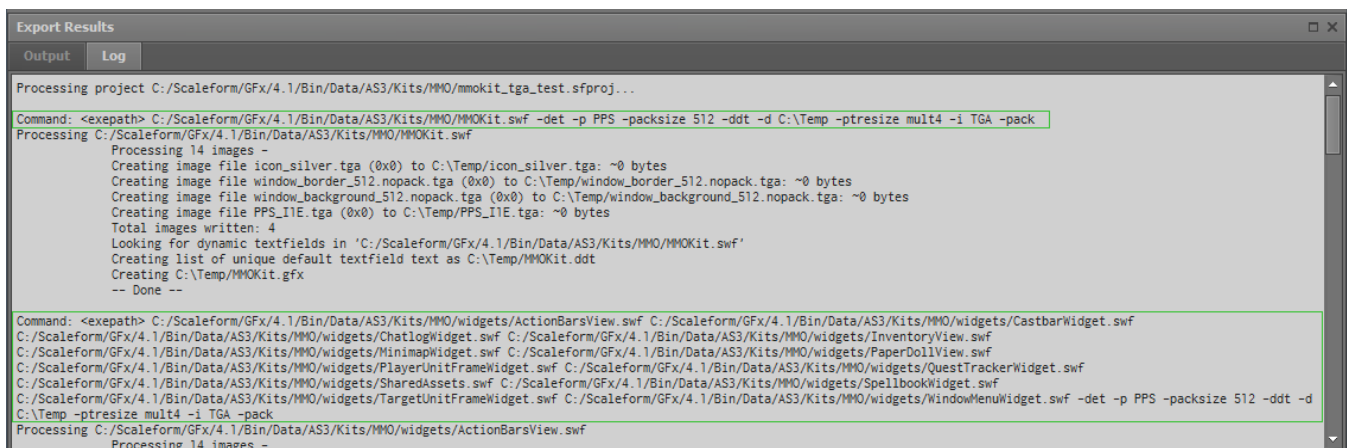 Export Results
Output Log
Processing project C:/Scaleform/GFx/4.1/Bin/Data/AS3/Kits/MMO/mmokit_tga_test.sfproj...
Command: <exepath> C:/Scaleform/GFx/4.1/Bin/Data/AS3/Kits/MMO/MMOKit.swf -det -p PPS -packsize 512 -ddt -d C:\Temp -ptresize mult4 -i TGA -pack
Processing C:/Scaleform/GFx/4.1/Bin/Data/AS3/Kits/MMO/MMOKit.swf
Processing 14 images -
Creating image file icon_silver.tga (0x0) to C:\Temp/icon_silver.tga: ~0 bytes
Creating image file window_border_512.nopack.tga (0x0) to C:\Temp/window_border_512.nopack.tga: ~0 bytes
Creating image file window_background_512.nopack.tga (0x0) to C:\Temp/window_background_512.nopack.tga: ~0 bytes
Creating image file PPS_I1E.tga (0x0) to C:\Temp/PPS_I1E.tga: ~0 bytes
Total images written: 4
Looking for dynamic textfields in 'C:/Scaleform/GFx/4.1/Bin/Data/AS3/Kits/MMO/MMOKit.swf'
Creating list of unique default textfield text as C:\Temp/MMOKit.ddt
Creating C:\Temp/MMOKit.gfx
-- Done --
Command: <exepath> C:/Scaleform/GFx/4.1/Bin/Data/AS3/Kits/MMO/widgets/ActionBarsView.swf C:/Scaleform/GFx/4.1/Bin/Data/AS3/Kits/MMO/widgets/CastbarWidget.swf
C:/Scaleform/GFx/4.1/Bin/Data/AS3/Kits/MMO/widgets/ChatlogWidget.swf C:/Scaleform/GFx/4.1/Bin/Data/AS3/Kits/MMO/widgets/InventoryView.swf
C:/Scaleform/GFx/4.1/Bin/Data/AS3/Kits/MMO/widgets/MinimapWidget.swf C:/Scaleform/GFx/4.1/Bin/Data/AS3/Kits/MMO/widgets/PaperDollView.swf
C:/Scaleform/GFx/4.1/Bin/Data/AS3/Kits/MMO/widgets/PlayerUnitFrameWidget.swf C:/Scaleform/GFx/4.1/Bin/Data/AS3/Kits/MMO/widgets/QuestTrackerWidget.swf
C:/Scaleform/GFx/4.1/Bin/Data/AS3/Kits/MMO/widgets/SharedAssets.swf C:/Scaleform/GFx/4.1/Bin/Data/AS3/Kits/MMO/widgets/SpellbookWidget.swf
C:/Scaleform/GFx/4.1/Bin/Data/AS3/Kits/MMO/widgets/TargetUnitFrameWidget.swf C:/Scaleform/GFx/4.1/Bin/Data/AS3/Kits/MMO/widgets/WindowMenuWidget.swf -det -p PPS -packsize 512 -ddt -d
C:\Temp -ptresize mult4 -i TGA -pack
Processing C:/Scaleform/GFx/4.1/Bin/Data/AS3/Kits/MMO/widgets/ActionBarsView.swf
Processing 14 images -